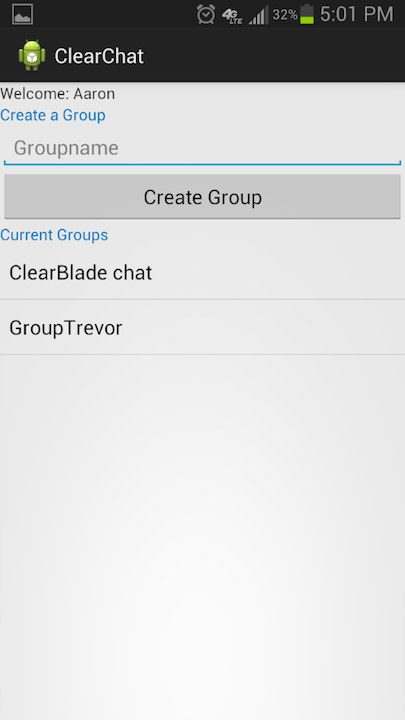 4G LTE 32% 5:01 PM
ClearChat
Welcome: Aaron
Create a Group
Groupname
Create Group
Current Groups
ClearBlade chat
GroupTrevor